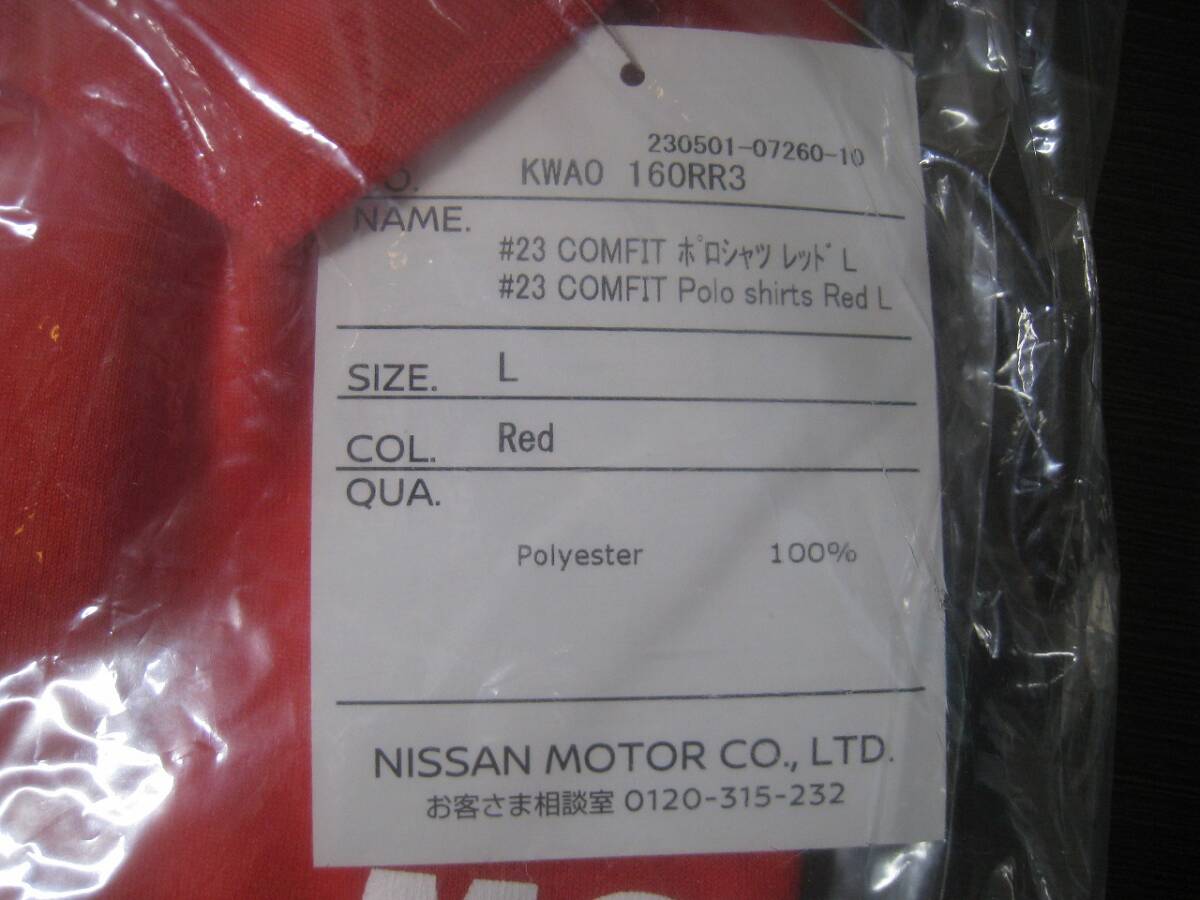 230501-07260-10
KWA0 160RR3
NAME.
#23 COMFIT ポロシャツ レッド L
#23 COMFIT Polo shirts Red L
SIZE. L
COL. Red
QUA.
Polyester 100%
NISSAN MOTOR CO., LTD.
お客さま相談室 0120-315-232